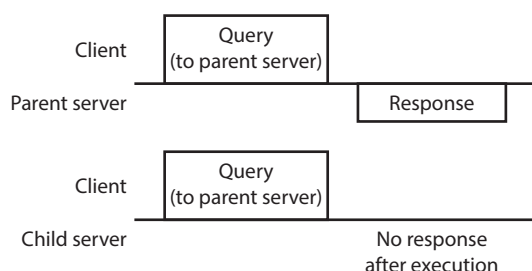 Client
Query
(to parent server)
Parent server
Response
Client
Query
(to parent server)
Child server
No response
after execution